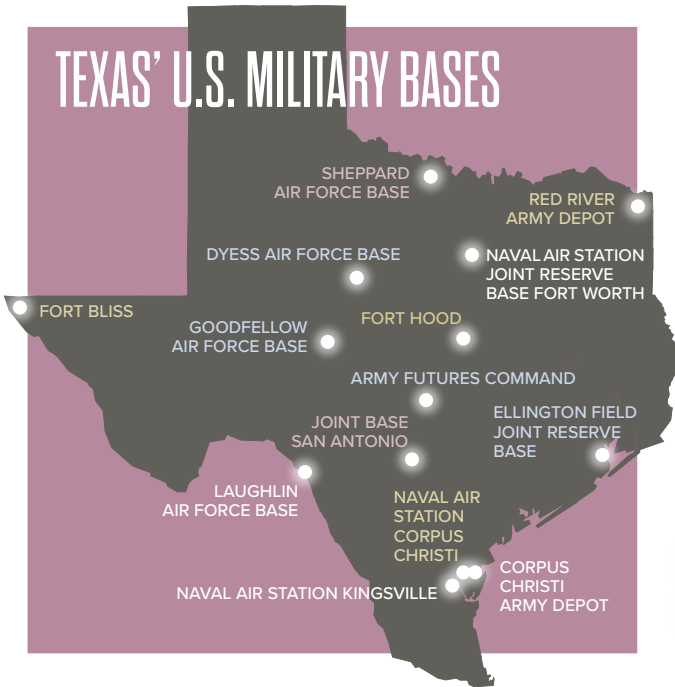 TEXAS' U.S. MILITARY BASES
SHEPPARD
AIR FORCE BASE
RED RIVER
ARMY DEPOT
DYESS AIR FORCE BASE
NAVAL AIR STATION
JOINT RESERVE
BASE FORT WORTH
FORT BLISS
GOODFELLOW
AIR FORCE BASE
FORT HOOD
ARMY FUTURES COMMAND
JOINT BASE
SAN ANTONIO
ELLINGTON FIELD
JOINT RESERVE
BASE
LAUGHLIN
AIR FORCE BASE
NAVAL AIR
STATION
CORPUS
CHRISTI
NAVAL AIR STATION KINGSVILLE
CORPUS
CHRISTI
ARMY DEPOT